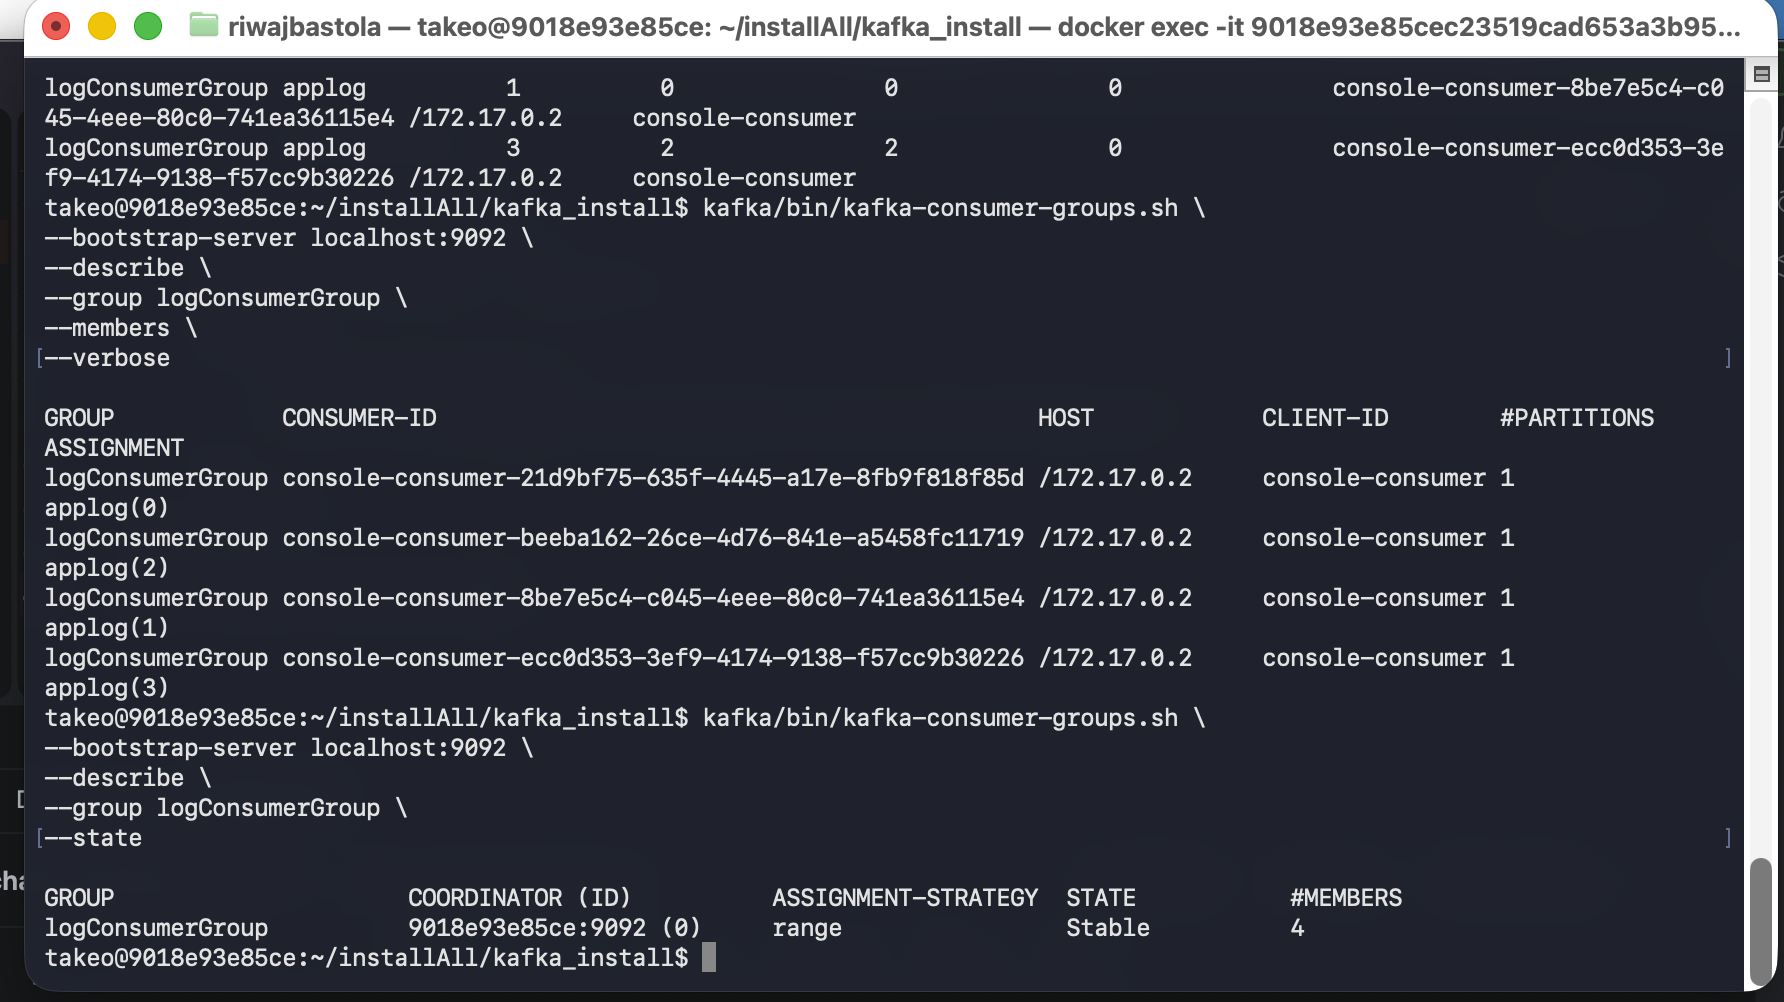 riwajbastola — takeo@9018e93e85ce: ~/installAll/kafka_install — docker exec -it 9018e93e85cec23519cad653a3b95...
logConsumerGroup applog          1          0               0               0               console-consumer-8be7e5c4-c0
45-4eee-80c0-741ea36115e4 /172.17.0.2     console-consumer
logConsumerGroup applog          3          2               2               0               console-consumer-ecc0d353-3e
f9-4174-9138-f57cc9b30226 /172.17.0.2     console-consumer
takeo@9018e93e85ce:~/installAll/kafka_install$ kafka/bin/kafka-consumer-groups.sh \
--bootstrap-server localhost:9092 \
--describe \
--group logConsumerGroup \
--members \
[--verbose ]
GROUP            CONSUMER-ID                                           HOST            CLIENT-ID        #PARTITIONS
ASSIGNMENT
logConsumerGroup console-consumer-21d9bf75-635f-4445-a17e-8fb9f818f85d /172.17.0.2     console-consumer 1
applog(0)
logConsumerGroup console-consumer-beeba162-26ce-4d76-841e-a5458fc11719 /172.17.0.2     console-consumer 1
applog(2)
logConsumerGroup console-consumer-8be7e5c4-c045-4eee-80c0-741ea36115e4 /172.17.0.2     console-consumer 1
applog(1)
logConsumerGroup console-consumer-ecc0d353-3ef9-4174-9138-f57cc9b30226 /172.17.0.2     console-consumer 1
applog(3)
takeo@9018e93e85ce:~/installAll/kafka_install$ kafka/bin/kafka-consumer-groups.sh \
--bootstrap-server localhost:9092 \
--describe \
--group logConsumerGroup \
[--state ]
GROUP                     COORDINATOR (ID)          ASSIGNMENT-STRATEGY  STATE           #MEMBERS
logConsumerGroup          9018e93e85ce:9092 (0)     range                Stable          4
takeo@9018e93e85ce:~/installAll/kafka_install$